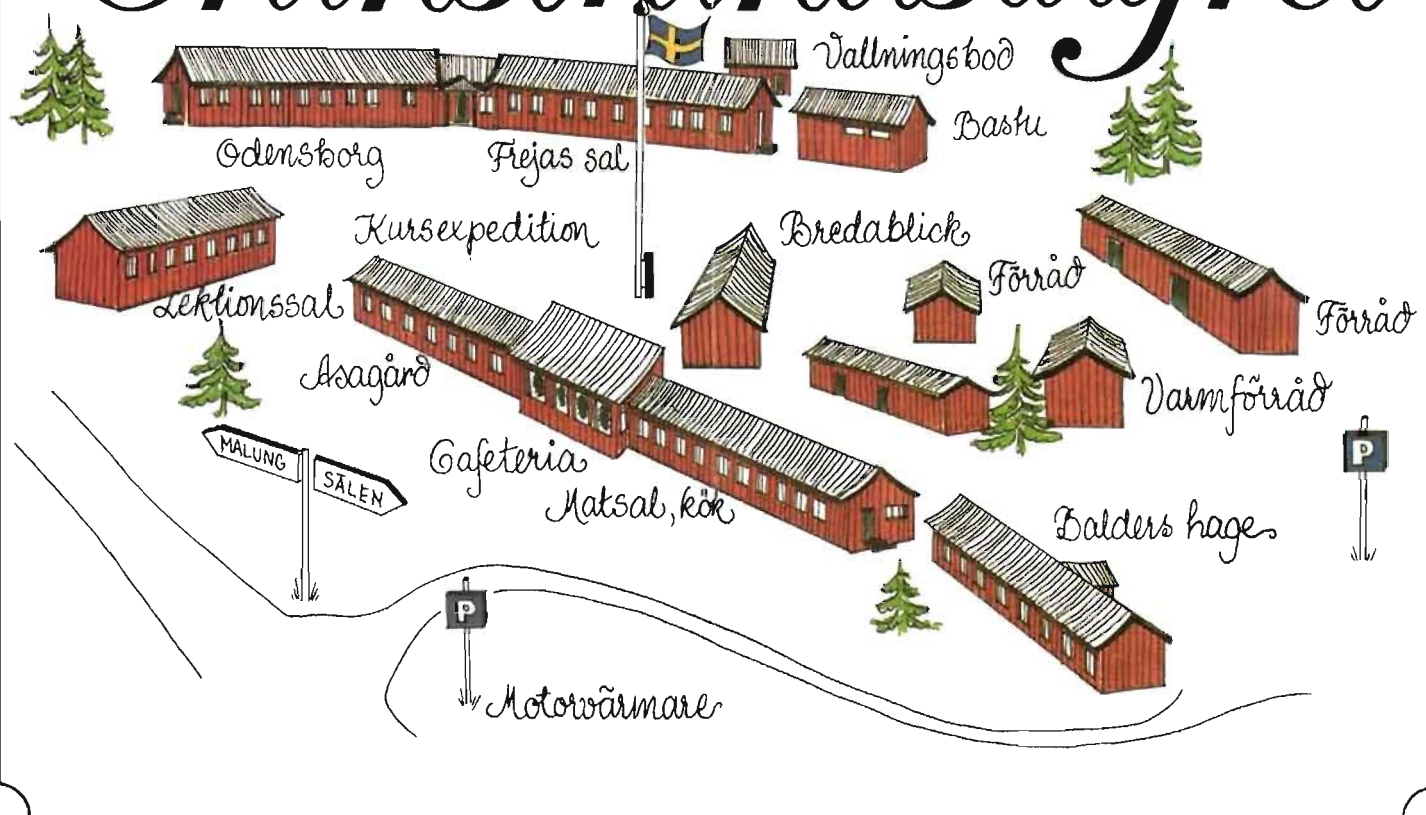 Vallningsbod
Bastu
Odensborg
Frejas sal
Kursexpedition
Bredablick
Förråd
Förråd
Lektionssal
Asagård
Varmförråd
P
MALUNG
SÄLEN
Cafeteria
Matsal, kök
Balders hage
P
Motorvärmare